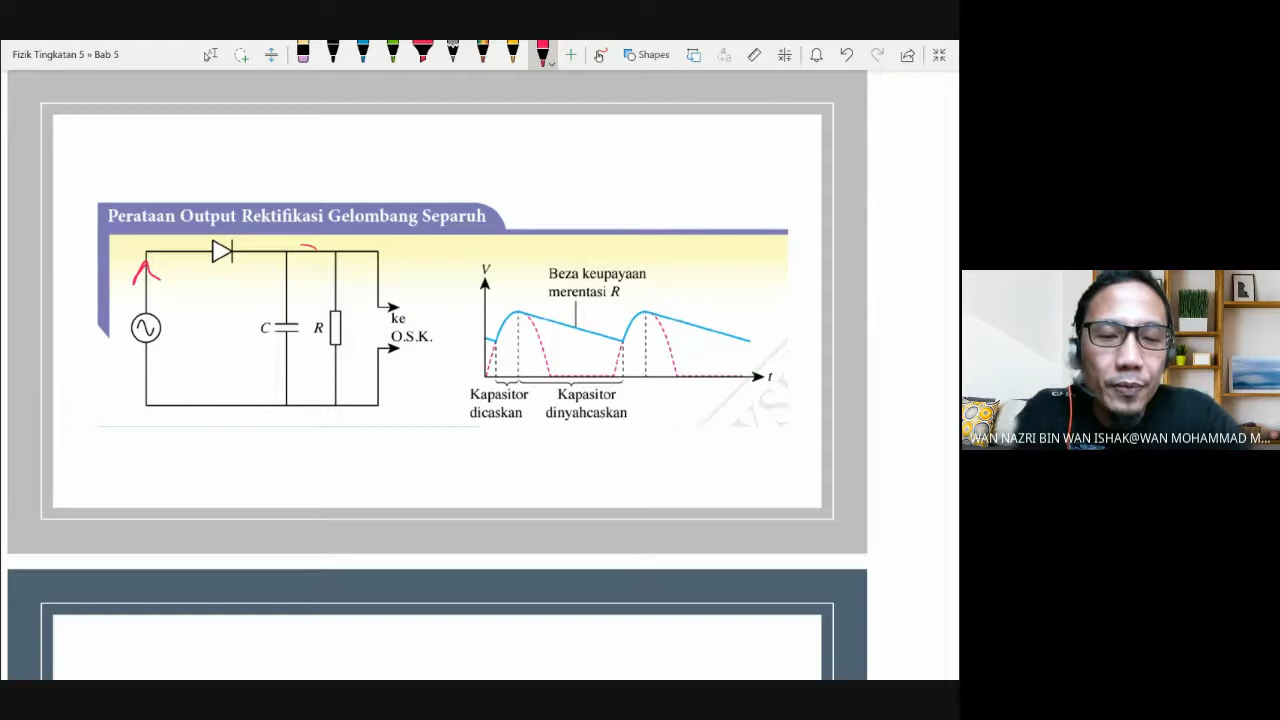 Fizik Tingkatan 5 » Bab 5
Shapes
Perataan Output Rektifikasi Gelombang Separuh
C
R
ke
O.S.K.
V
Beza keupayaan
merentasi R
t
Kapasitor
dicaskan
Kapasitor
dinyahcaskan
WAN NAZRI BIN WAN ISHAK@WAN MOHAMMAD M...